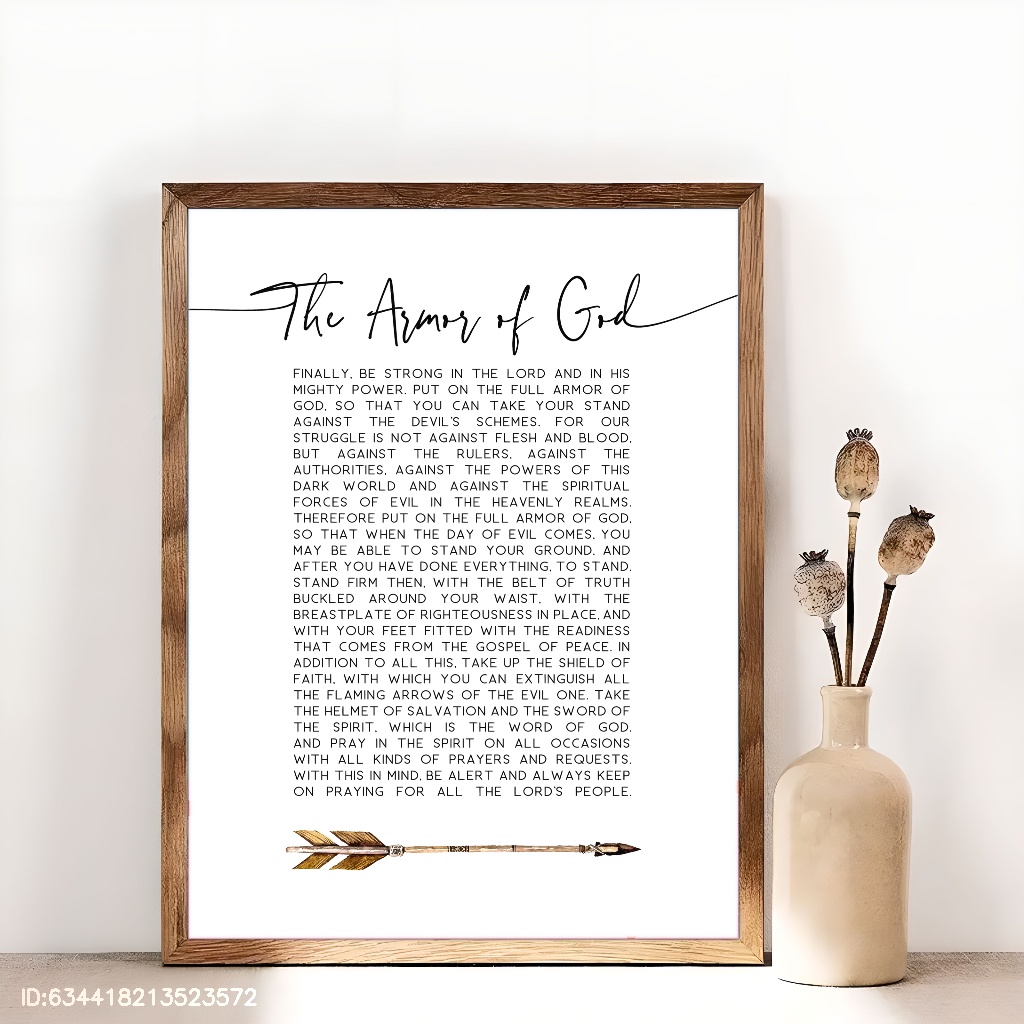 The Armor of God
FINALLY, BE STRONG IN THE LORD AND IN HIS
MIGHTY POWER. PUT ON THE FULL ARMOR OF
GOD, SO THAT YOU CAN TAKE YOUR STAND
AGAINST THE DEVIL'S SCHEMES. FOR OUR
STRUGGLE IS NOT AGAINST FLESH AND BLOOD,
BUT AGAINST THE RULERS, AGAINST THE
AUTHORITIES, AGAINST THE POWERS OF THIS
DARK WORLD AND AGAINST THE SPIRITUAL
FORCES OF EVIL IN THE HEAVENLY REALMS.
THEREFORE PUT ON THE FULL ARMOR OF GOD,
SO THAT WHEN THE DAY OF EVIL COMES, YOU
MAY BE ABLE TO STAND YOUR GROUND, AND
AFTER YOU HAVE DONE EVERYTHING, TO STAND.
STAND FIRM THEN, WITH THE BELT OF TRUTH
BUCKLED AROUND YOUR WAIST, WITH THE
BREASTPLATE OF RIGHTEOUSNESS IN PLACE, AND
WITH YOUR FEET FITTED WITH THE READINESS
THAT COMES FROM THE GOSPEL OF PEACE. IN
ADDITION TO ALL THIS, TAKE UP THE SHIELD OF
FAITH, WITH WHICH YOU CAN EXTINGUISH ALL
THE FLAMING ARROWS OF THE EVIL ONE. TAKE
THE HELMET OF SALVATION AND THE SWORD OF
THE SPIRIT, WHICH IS THE WORD OF GOD.
AND PRAY IN THE SPIRIT ON ALL OCCASIONS
WITH ALL KINDS OF PRAYERS AND REQUESTS.
WITH THIS IN MIND, BE ALERT AND ALWAYS KEEP
ON PRAYING FOR ALL THE LORD'S PEOPLE.
ID:634418213523572